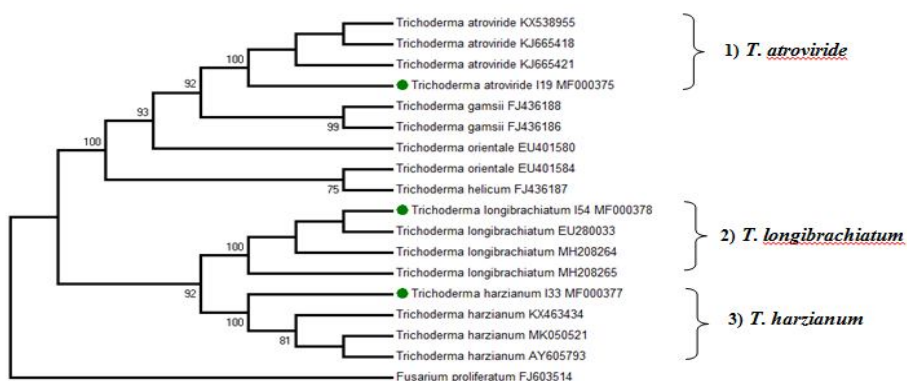 Trichoderma atroviride KX538955
Trichoderma atroviride KJ665418
1) T. atroviride
Trichoderma atroviride KJ665421
100
Trichoderma atroviride I19 MF000375
92
Trichoderma gamsii FJ436188
93
99
Trichoderma gamsii FJ436186
100
Trichoderma orientale EU401580
Trichoderma orientale EU401584
75
Trichoderma helicum FJ436187
Trichoderma longibrachiatum I54 MF000378
Trichoderma longibrachiatum EU280033
2) T. longibrachiatum
100
Trichoderma longibrachiatum MH208264
Trichoderma longibrachiatum MH208265
92
Trichoderma harzianum I33 MF000377
100
Trichoderma harzianum KX463434
3) T. harzianum
81
Trichoderma harzianum MK050521
Trichoderma harzianum AY605793
Fusarium proliferatum FJ603514